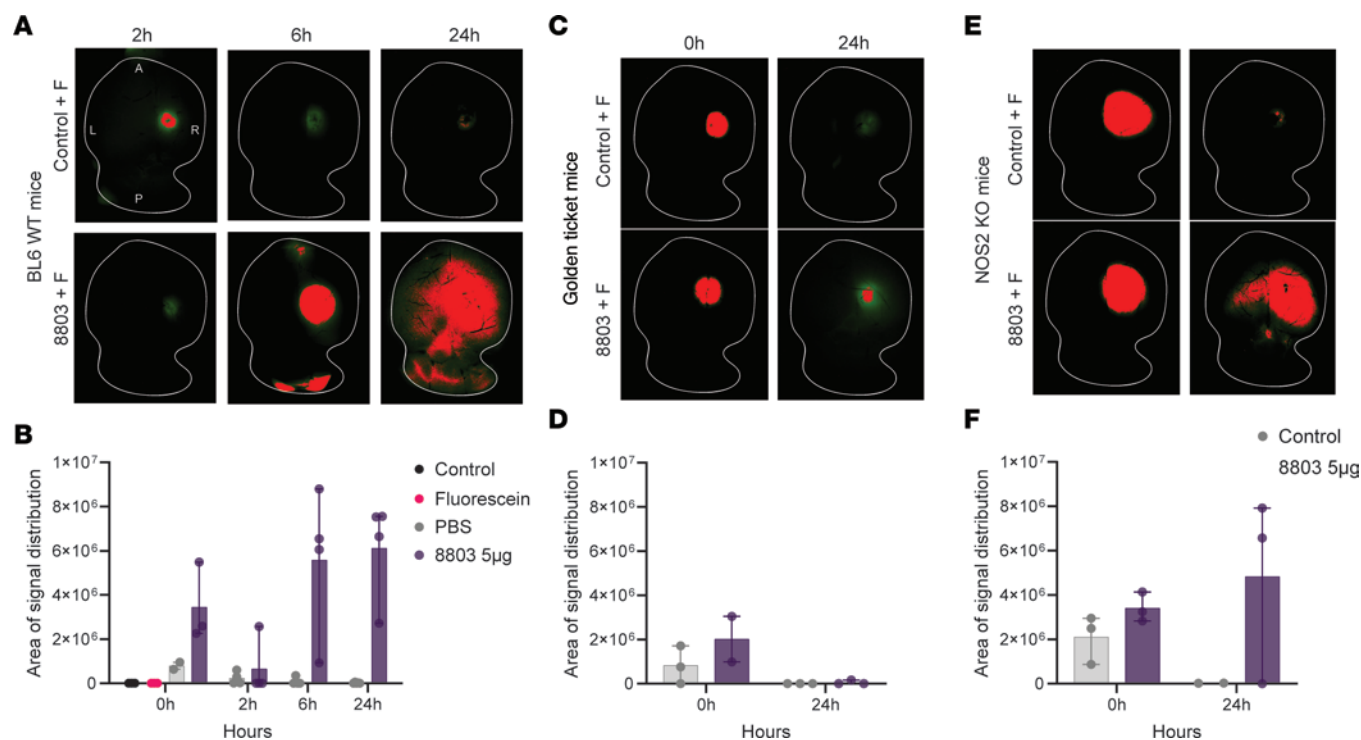 A
2h
6h
24h
BL6 WT mice
Control + F
A
L
R
P
8803 + F
B
Area of signal distribution
1×10⁷
8×10⁶
6×10⁶
4×10⁶
2×10⁶
0
0h
2h
6h
24h
Hours
Control
Fluorescein
PBS
8803 5µg
C
0h
24h
Golden ticket mice
Control + F
8803 + F
D
Area of signal distribution
1×10⁷
8×10⁶
6×10⁶
4×10⁶
2×10⁶
0
0h
24h
Hours
E
NOS2 KO mice
Control + F
8803 + F
F
Control
8803 5µg
Area of signal distribution
1×10⁷
8×10⁶
6×10⁶
4×10⁶
2×10⁶
0
0h
24h
Hours